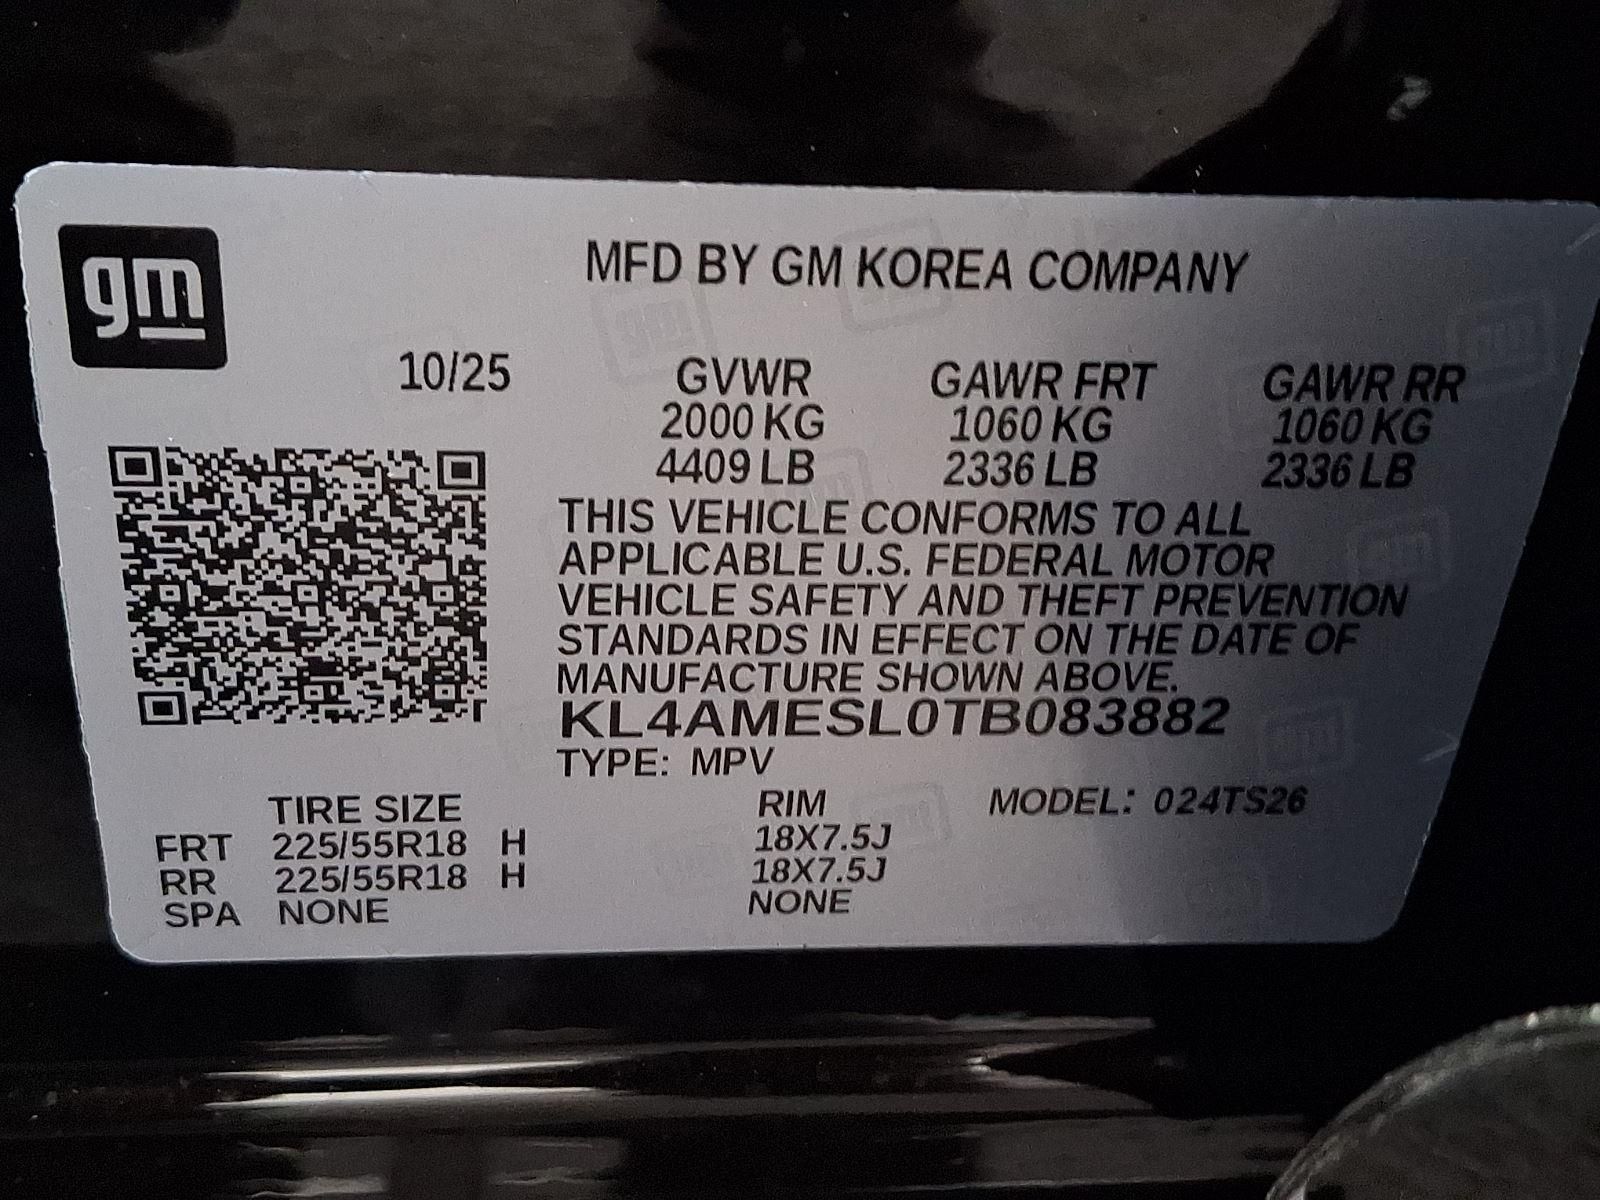 gm
MFD BY GM KOREA COMPANY
10/25 GVWR GAWR FRT GAWR RR
2000 KG 1060 KG 1060 KG
4409 LB 2336 LB 2336 LB
THIS VEHICLE CONFORMS TO ALL
APPLICABLE U.S. FEDERAL MOTOR
VEHICLE SAFETY AND THEFT PREVENTION
STANDARDS IN EFFECT ON THE DATE OF
MANUFACTURE SHOWN ABOVE.
KL4AMESL0TB083882
TYPE: MPV
TIRE SIZE RIM MODEL: 024TS26
FRT 225/55R18 H 18X7.5J
RR 225/55R18 H 18X7.5J
SPA NONE NONE